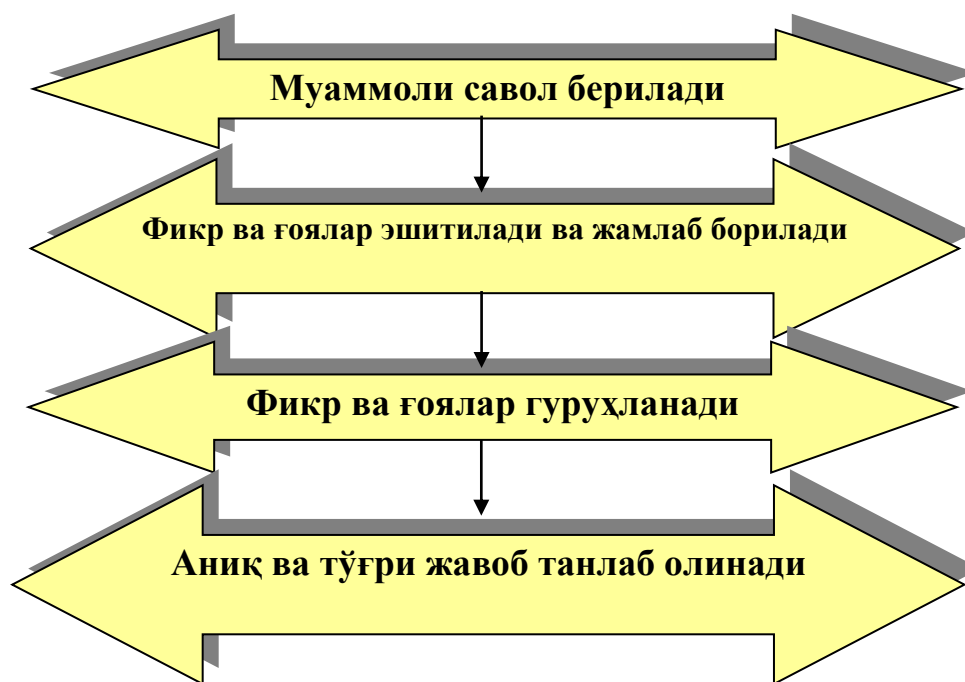 Муаммоли савол берилади
Фикр ва ғоялар эшитилади ва жамлаб борилади
Фикр ва ғоялар гуруҳланади
Аниқ ва тўғри жавоб танлаб олинади